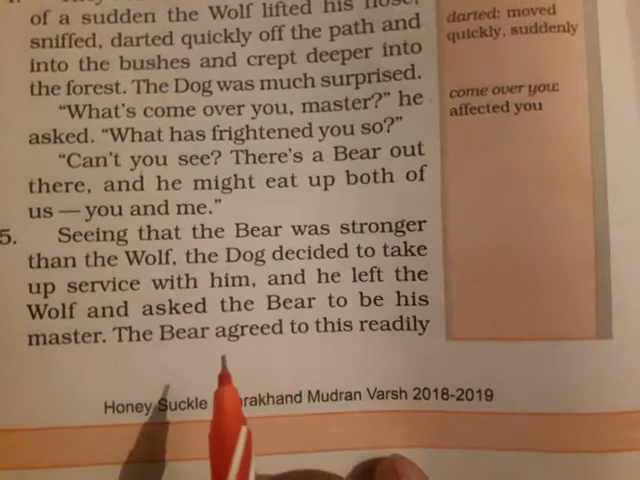 of a sudden the Wolf lifted his nose,
sniffed, darted quickly off the path and
into the bushes and crept deeper into
the forest. The Dog was much surprised.
“What's come over you, master?” he
asked. “What has frightened you so?”
“Can't you see? There's a Bear out
there, and he might eat up both of
us — you and me.”
5. Seeing that the Bear was stronger
than the Wolf, the Dog decided to take
up service with him, and he left the
Wolf and asked the Bear to be his
master. The Bear agreed to this readily
darted: moved
quickly, suddenly
come over you:
affected you
Honey Suckle rakhand Mudran Varsh 2018-2019